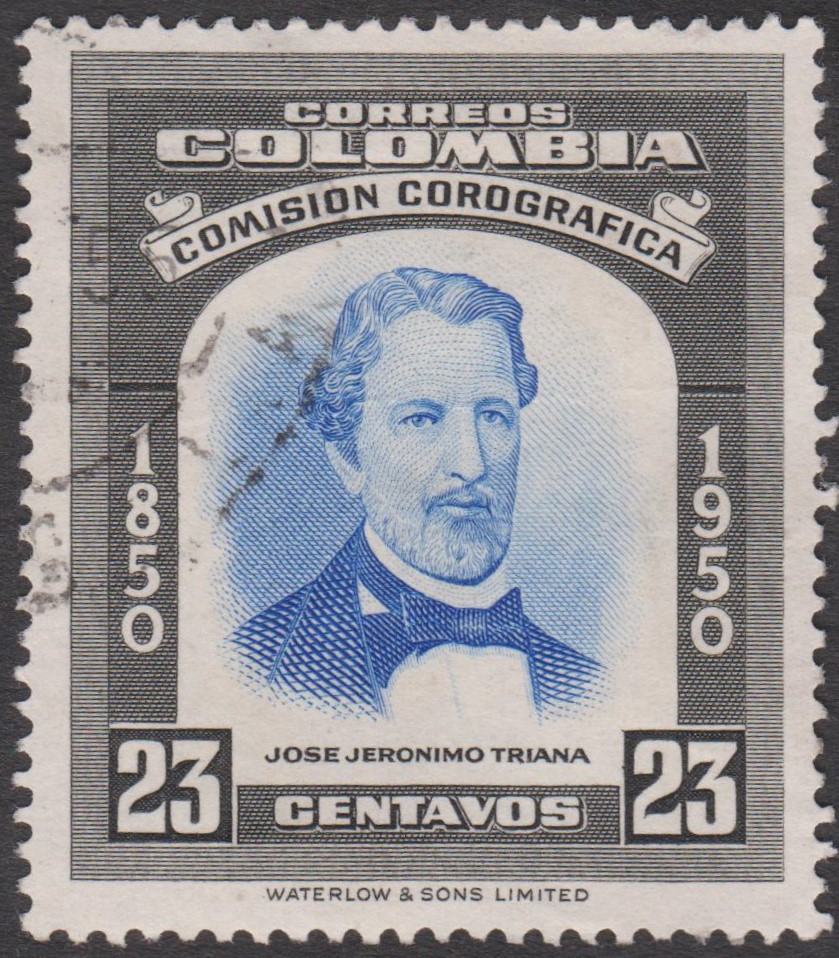 CORREOS
COLOMBIA
COMISION COROGRAFICA
1850
1950
JOSE JERONIMO TRIANA
23
CENTAVOS
23
WATERLOW & SONS LIMITED